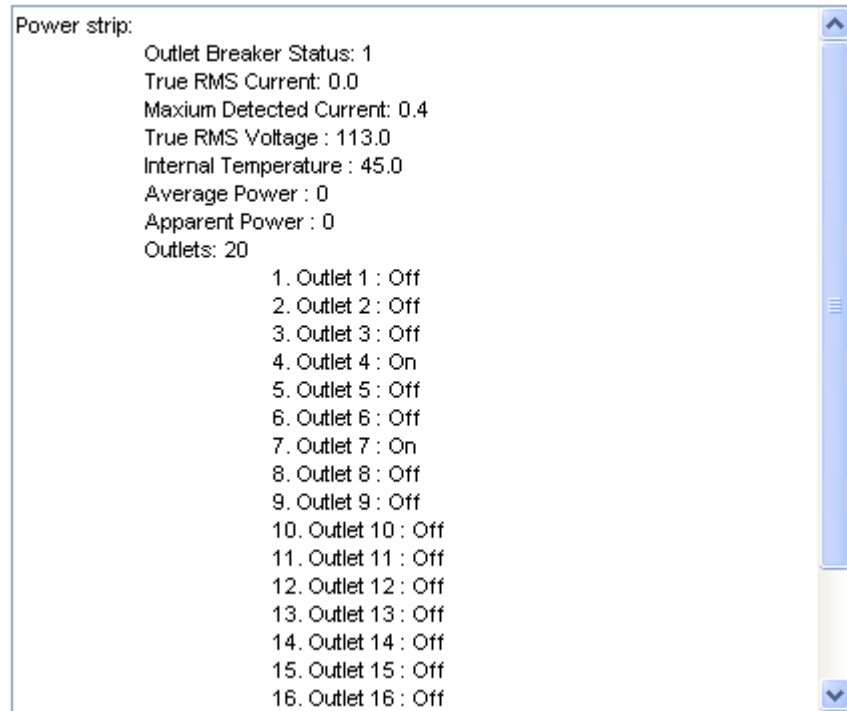 Power strip:
Outlet Breaker Status: 1
True RMS Current: 0.0
Maxium Detected Current: 0.4
True RMS Voltage : 113.0
Internal Temperature : 45.0
Average Power : 0
Apparent Power : 0
Outlets: 20
1. Outlet 1 : Off
2. Outlet 2 : Off
3. Outlet 3 : Off
4. Outlet 4 : On
5. Outlet 5 : Off
6. Outlet 6 : Off
7. Outlet 7 : On
8. Outlet 8 : Off
9. Outlet 9 : Off
10. Outlet 10 : Off
11. Outlet 11 : Off
12. Outlet 12 : Off
13. Outlet 13 : Off
14. Outlet 14 : Off
15. Outlet 15 : Off
16. Outlet 16 : Off